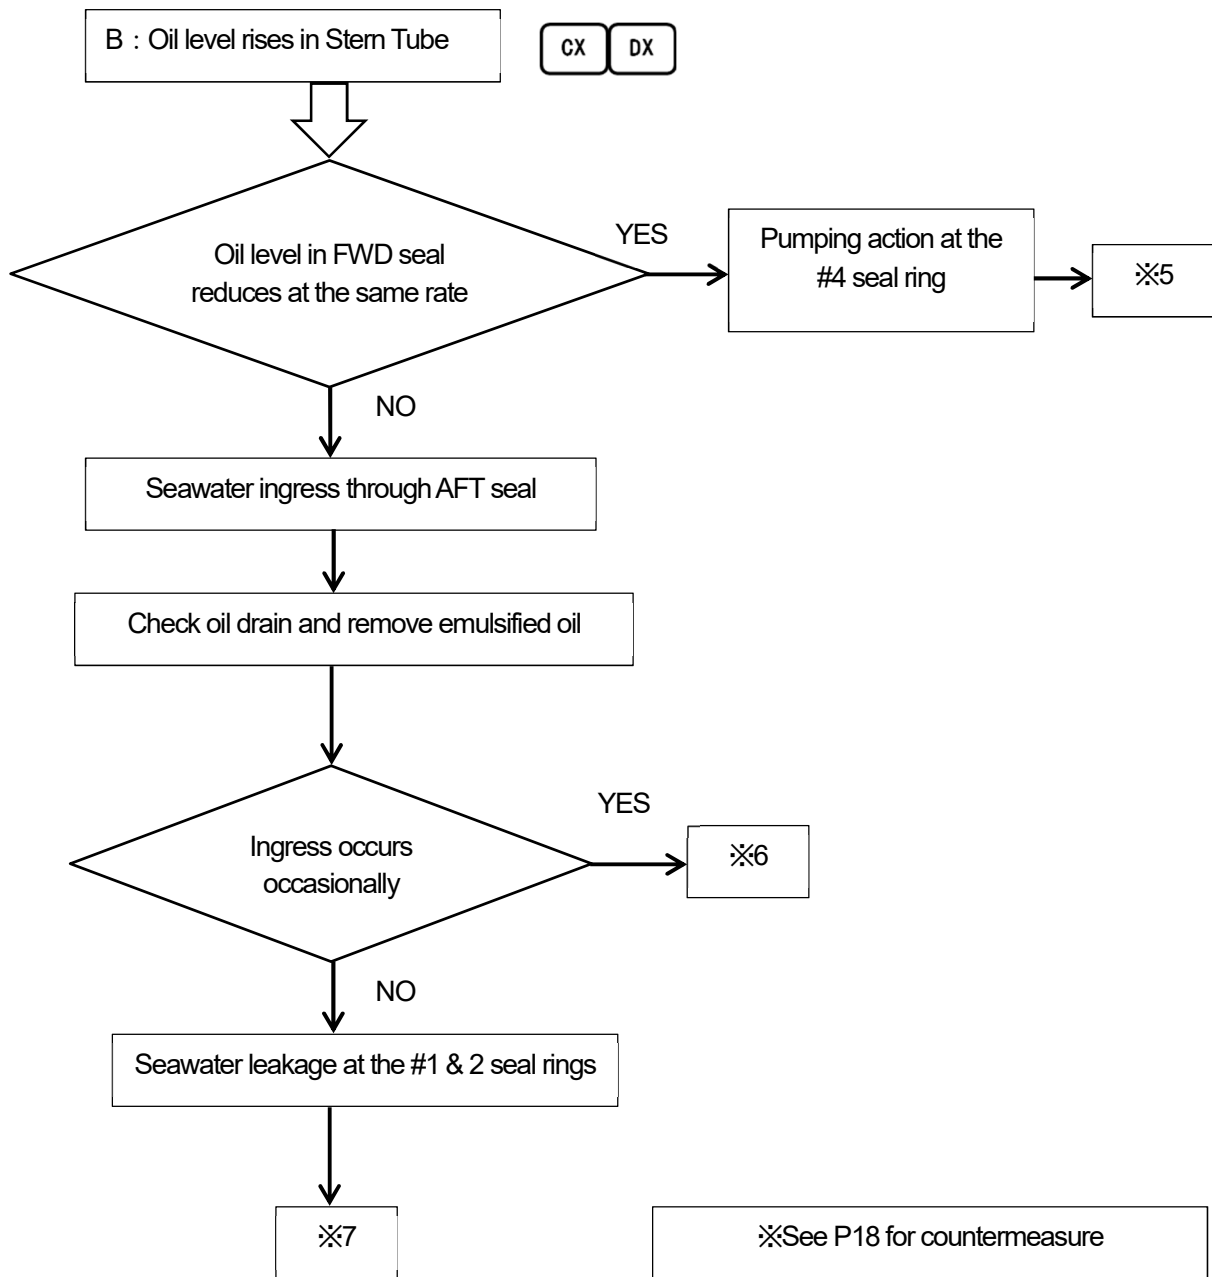 B：Oil level rises in Stern Tube
CX DX
Oil level in FWD seal
reduces at the same rate
YES
Pumping action at the
#4 seal ring
※5
NO
Seawater ingress through AFT seal
Check oil drain and remove emulsified oil
Ingress occurs
occasionally
YES
※6
NO
Seawater leakage at the #1 & 2 seal rings
※7
※See P18 for countermeasure